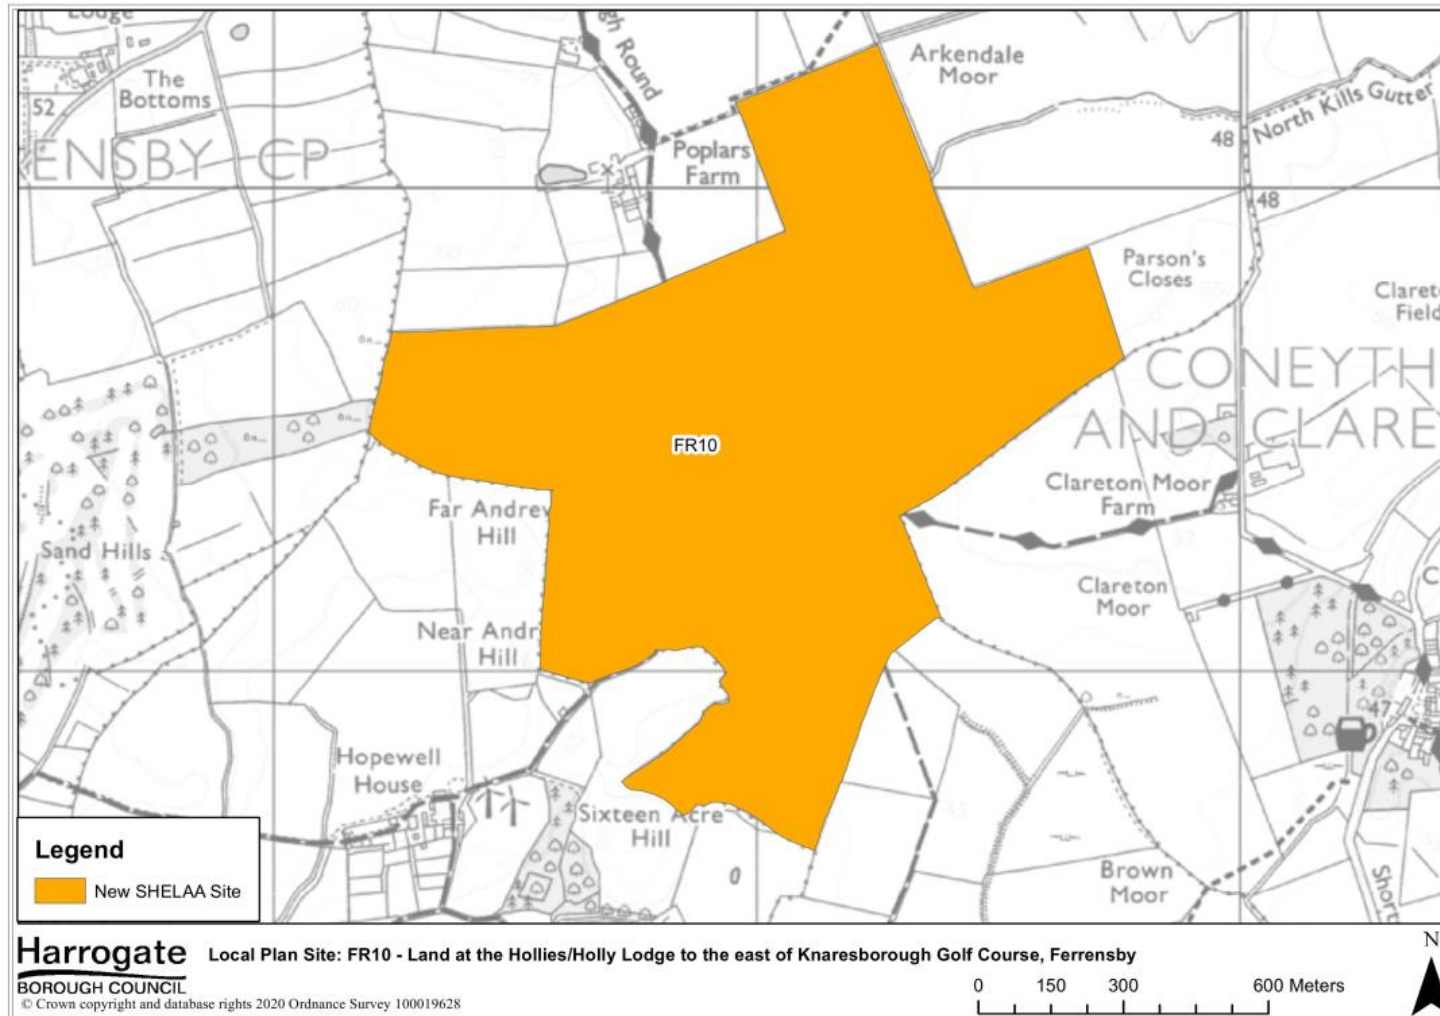 Lodge
The
Bottoms
52
ENSBY CP
gh Round
Poplars
Farm
Arkendale
Moor
48
North Kills Gutter
48
Parson's
Closes
Claret
Field
CONEYTH
AND CLARE
FR10
Clareton Moor
Farm
Far Andrew
Hill
Sand Hills
Clareton
Moor
Near Andr
Hill
47
Hopewell
House
Sixteen Acre
Hill
Brown
Moor
Short
Legend
New SHELAA Site
Harrogate
BOROUGH COUNCIL
Local Plan Site: FR10 - Land at the Hollies/Holly Lodge to the east of Knaresborough Golf Course, Ferrensby
© Crown copyright and database rights 2020 Ordnance Survey 100019628
0 150 300 600 Meters
N